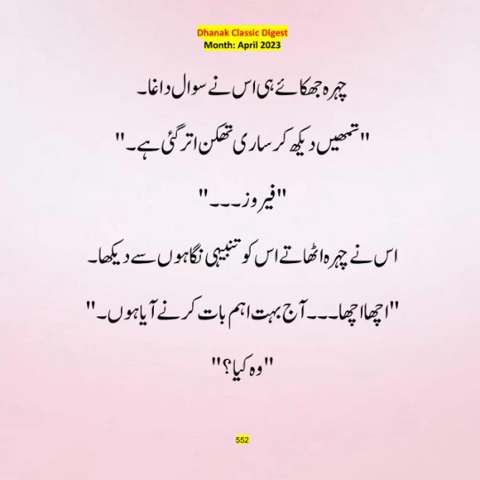 Dhanak Classic Digest
Month: April 2023
چہرہ جھکائے ہی اس نے سوال داغا۔
"تمھیں دیکھ کر ساری تھکن اتر گئی ہے۔"
"فیروز۔۔۔"
اس نے چہرہ اٹھاتے اس کو تنبیہی نگاہوں سے دیکھا۔
"اچھا اچھا۔۔۔ آج بہت اہم بات کرنے آیا ہوں۔"
"وہ کیا؟"
552